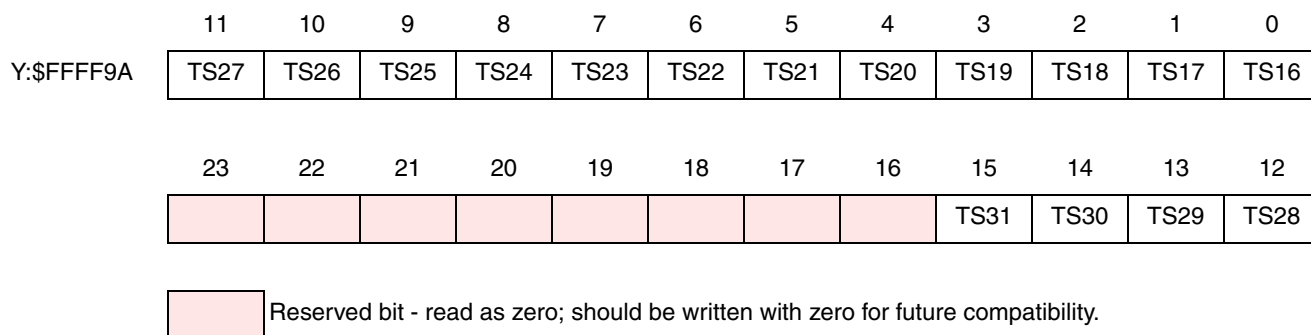 11 10 9 8 7 6 5 4 3 2 1 0
Y:$FFFF9A TS27 TS26 TS25 TS24 TS23 TS22 TS21 TS20 TS19 TS18 TS17 TS16
23 22 21 20 19 18 17 16 15 14 13 12
TS31 TS30 TS29 TS28
Reserved bit - read as zero; should be written with zero for future compatibility.